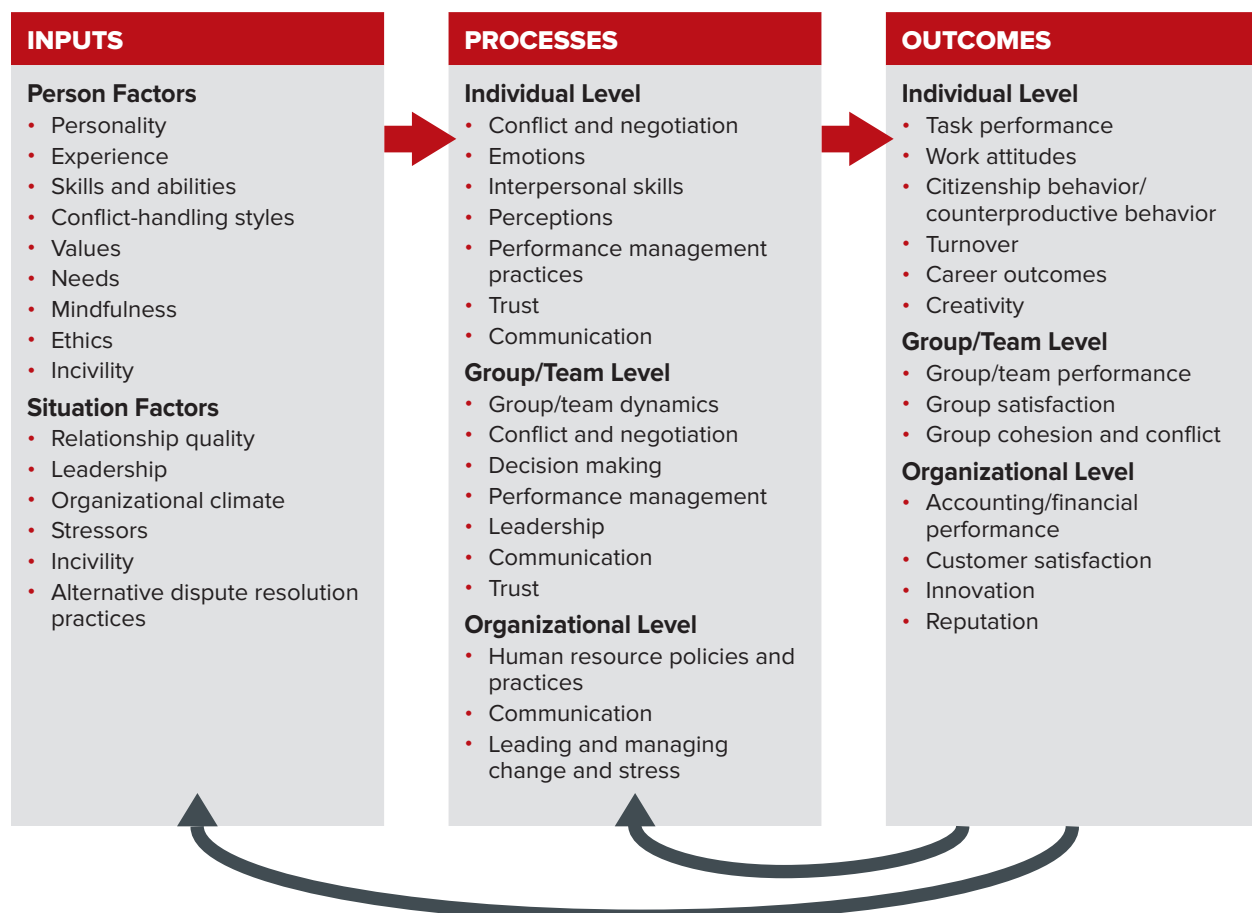 INPUTS
Person Factors
• Personality
• Experience
• Skills and abilities
• Conflict-handling styles
• Values
• Needs
• Mindfulness
• Ethics
• Incivility
Situation Factors
• Relationship quality
• Leadership
• Organizational climate
• Stressors
• Incivility
• Alternative dispute resolution
practices
PROCESSES
Individual Level
• Conflict and negotiation
• Emotions
• Interpersonal skills
• Perceptions
• Performance management
practices
• Trust
• Communication
Group/Team Level
• Group/team dynamics
• Conflict and negotiation
• Decision making
• Performance management
• Leadership
• Communication
• Trust
Organizational Level
• Human resource policies and
practices
• Communication
• Leading and managing
change and stress
OUTCOMES
Individual Level
• Task performance
• Work attitudes
• Citizenship behavior/
counterproductive behavior
• Turnover
• Career outcomes
• Creativity
Group/Team Level
• Group/team performance
• Group satisfaction
• Group cohesion and conflict
Organizational Level
• Accounting/financial
performance
• Customer satisfaction
• Innovation
• Reputation